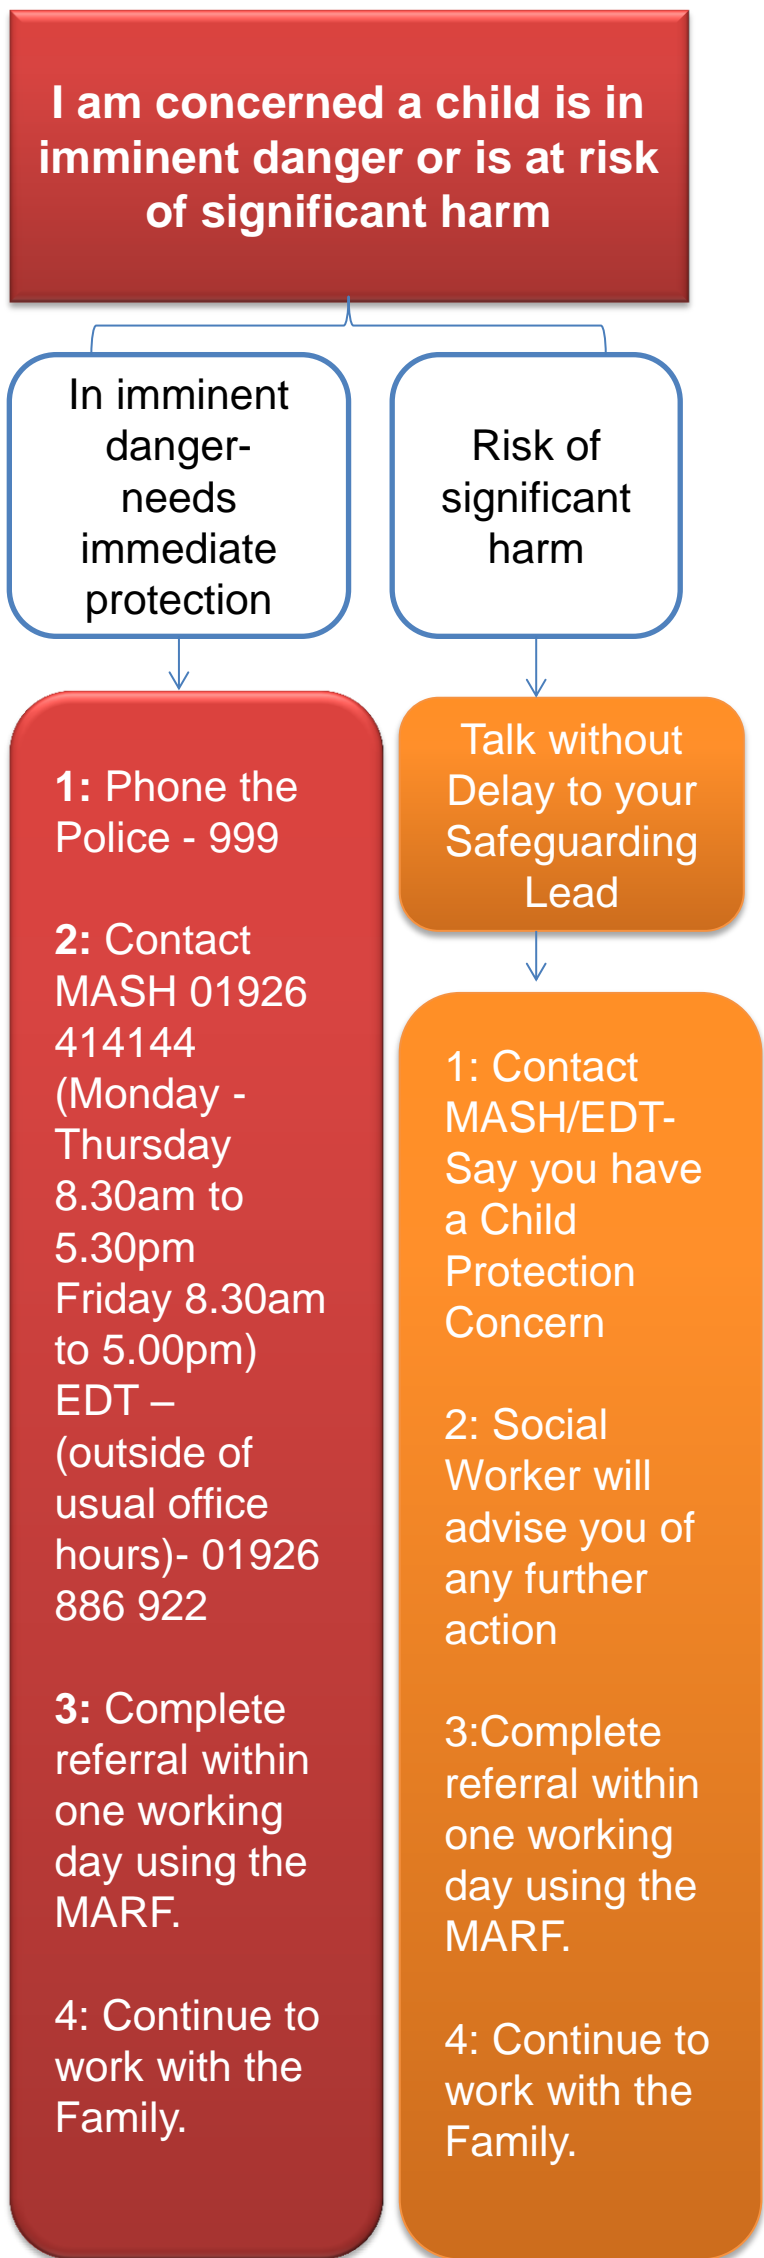 I am concerned a child is in
imminent danger or is at risk
of significant harm
In imminent
danger-
needs
immediate
protection
Risk of
significant
harm
1: Phone the
Police - 999
2: Contact
MASH 01926
414144
(Monday -
Thursday
8.30am to
5.30pm
Friday 8.30am
to 5.00pm)
EDT –
(outside of
usual office
hours)- 01926
886 922
3: Complete
referral within
one working
day using the
MARF.
4: Continue to
work with the
Family.
Talk without
Delay to your
Safeguarding
Lead
1: Contact
MASH/EDT-
Say you have
a Child
Protection
Concern
2: Social
Worker will
advise you of
any further
action
3:Complete
referral within
one working
day using the
MARF.
4: Continue to
work with the
Family.